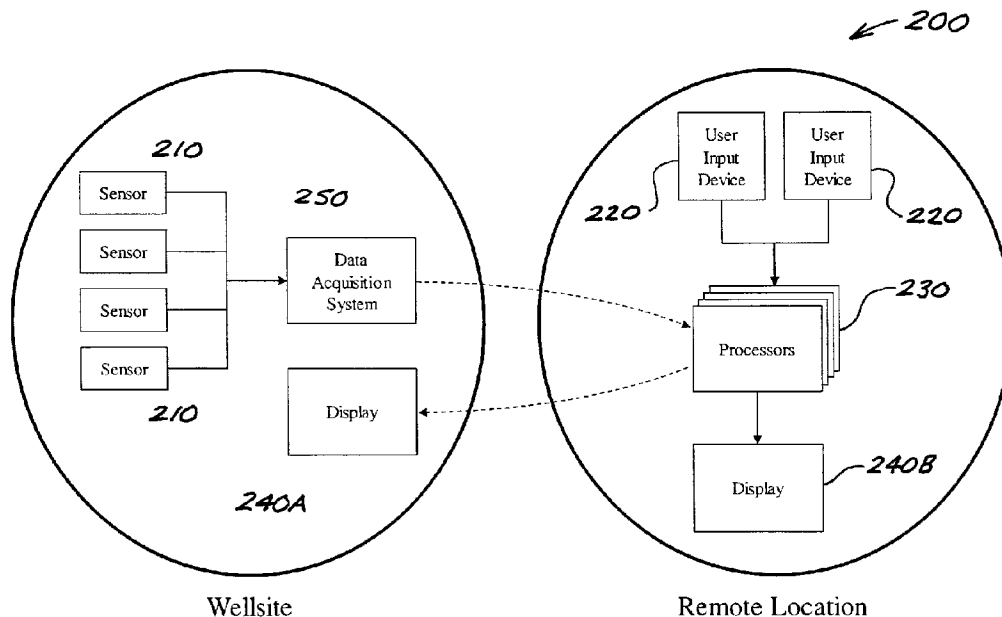 200
210
Sensor
Sensor
Sensor
Sensor
210
250
Data
Acquisition
System
Display
240A
Wellsite
User
Input
Device
User
Input
Device
220
220
230
Processors
240B
Display
Remote Location